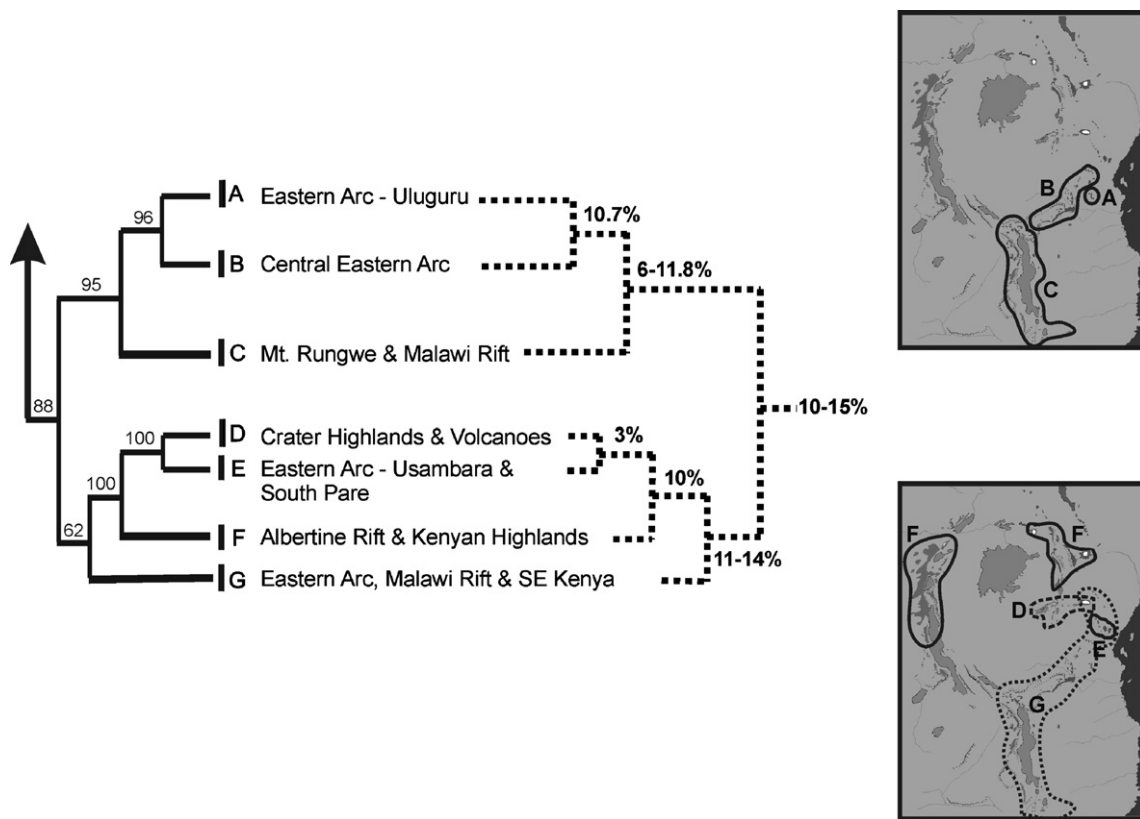 A Eastern Arc - Uluguru
96
10.7%
B Central Eastern Arc
95
6-11.8%
C Mt. Rungwe & Malawi Rift
88
10-15%
D Crater Highlands & Volcanoes
100
3%
E Eastern Arc - Usambara &
South Pare
100
10%
F Albertine Rift & Kenyan Highlands
62
11-14%
G Eastern Arc, Malawi Rift & SE Kenya
B
A
C
F
F
D
E
G